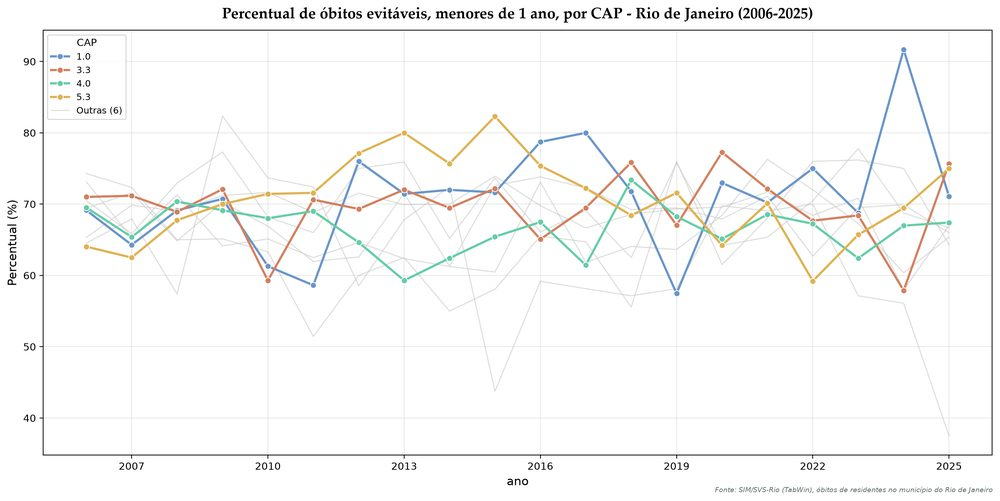 Percentual de óbitos evitáveis, menores de 1 ano, por CAP - Rio de Janeiro (2006-2025)
CAP
1.0
3.3
4.0
5.3
Outras (6)
Percentual (%)
90
80
70
60
50
40
2007
2010
2013
2016
2019
2022
2025
ano
Fonte: SIM/SVS-Rio (TabWin), óbitos de residentes no município do Rio de Janeiro